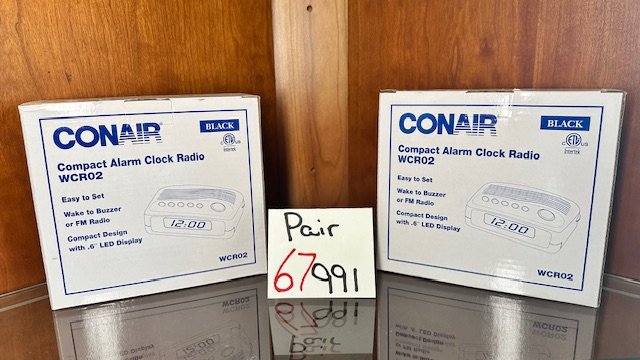 CONAIR
BLACK
Intertek
Compact Alarm Clock Radio
WCR02
Easy to Set
Wake to Buzzer
or FM Radio
Compact Design
with .6" LED Display
12:00
WCR02
Pair
67991
CONAIR
BLACK
Intertek
Compact Alarm Clock Radio
WCR02
Easy to Set
Wake to Buzzer
or FM Radio
Compact Design
with .6" LED Display
12:00
WCR02